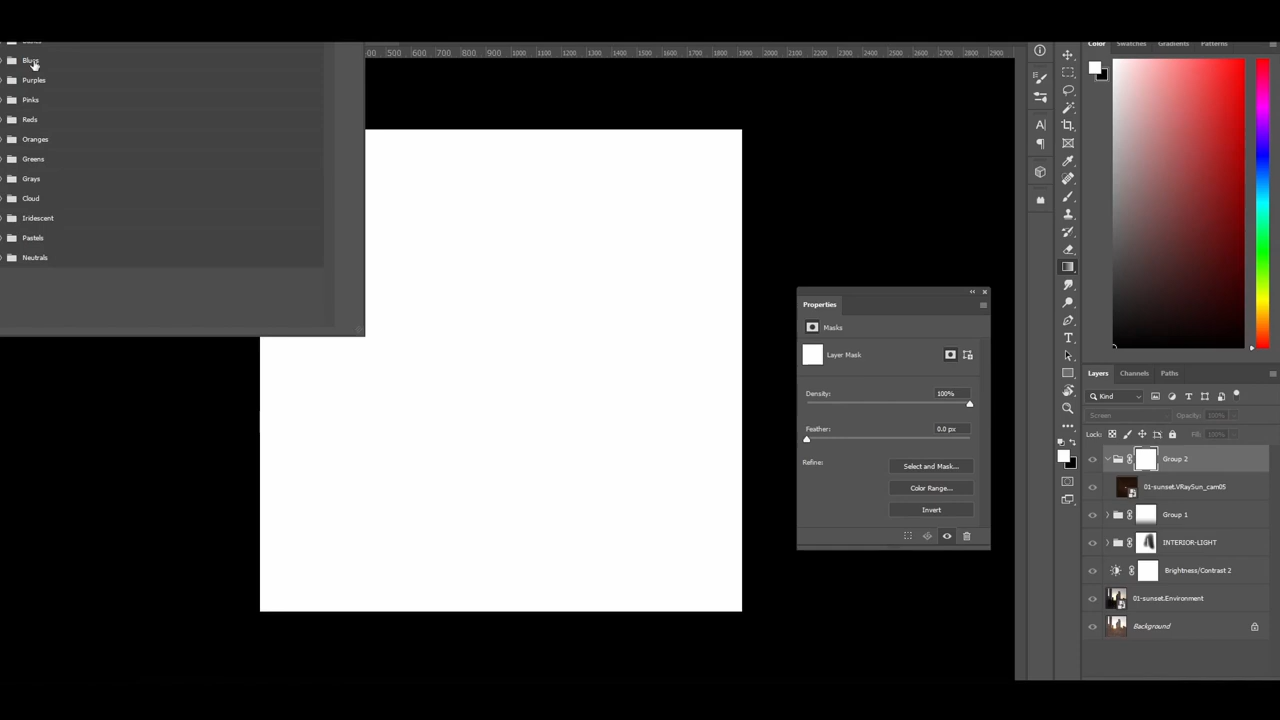 Blues
Purples
Pinks
Reds
Oranges
Greens
Grays
Cloud
Iridescent
Pastels
Neutrals
500 600 700 800 900 1000 1100 1200 1300 1400 1500 1600 1700 1800 1900 2000 2100 2200 2300 2400 2500 2600 2700 2800 2900
Properties
Masks
Layer Mask
Density: 100%
Feather: 0.0 px
Refine:
Select and Mask...
Color Range...
Invert
Color Swatches Gradients Patterns
Layers Channels Paths
Kind
Screen Opacity: 100%
Lock: Fill: 100%
Group 2
01-sunset.VRaySun_cam05
Group 1
INTERIOR-LIGHT
Brightness/Contrast 2
01-sunset.Environment
Background